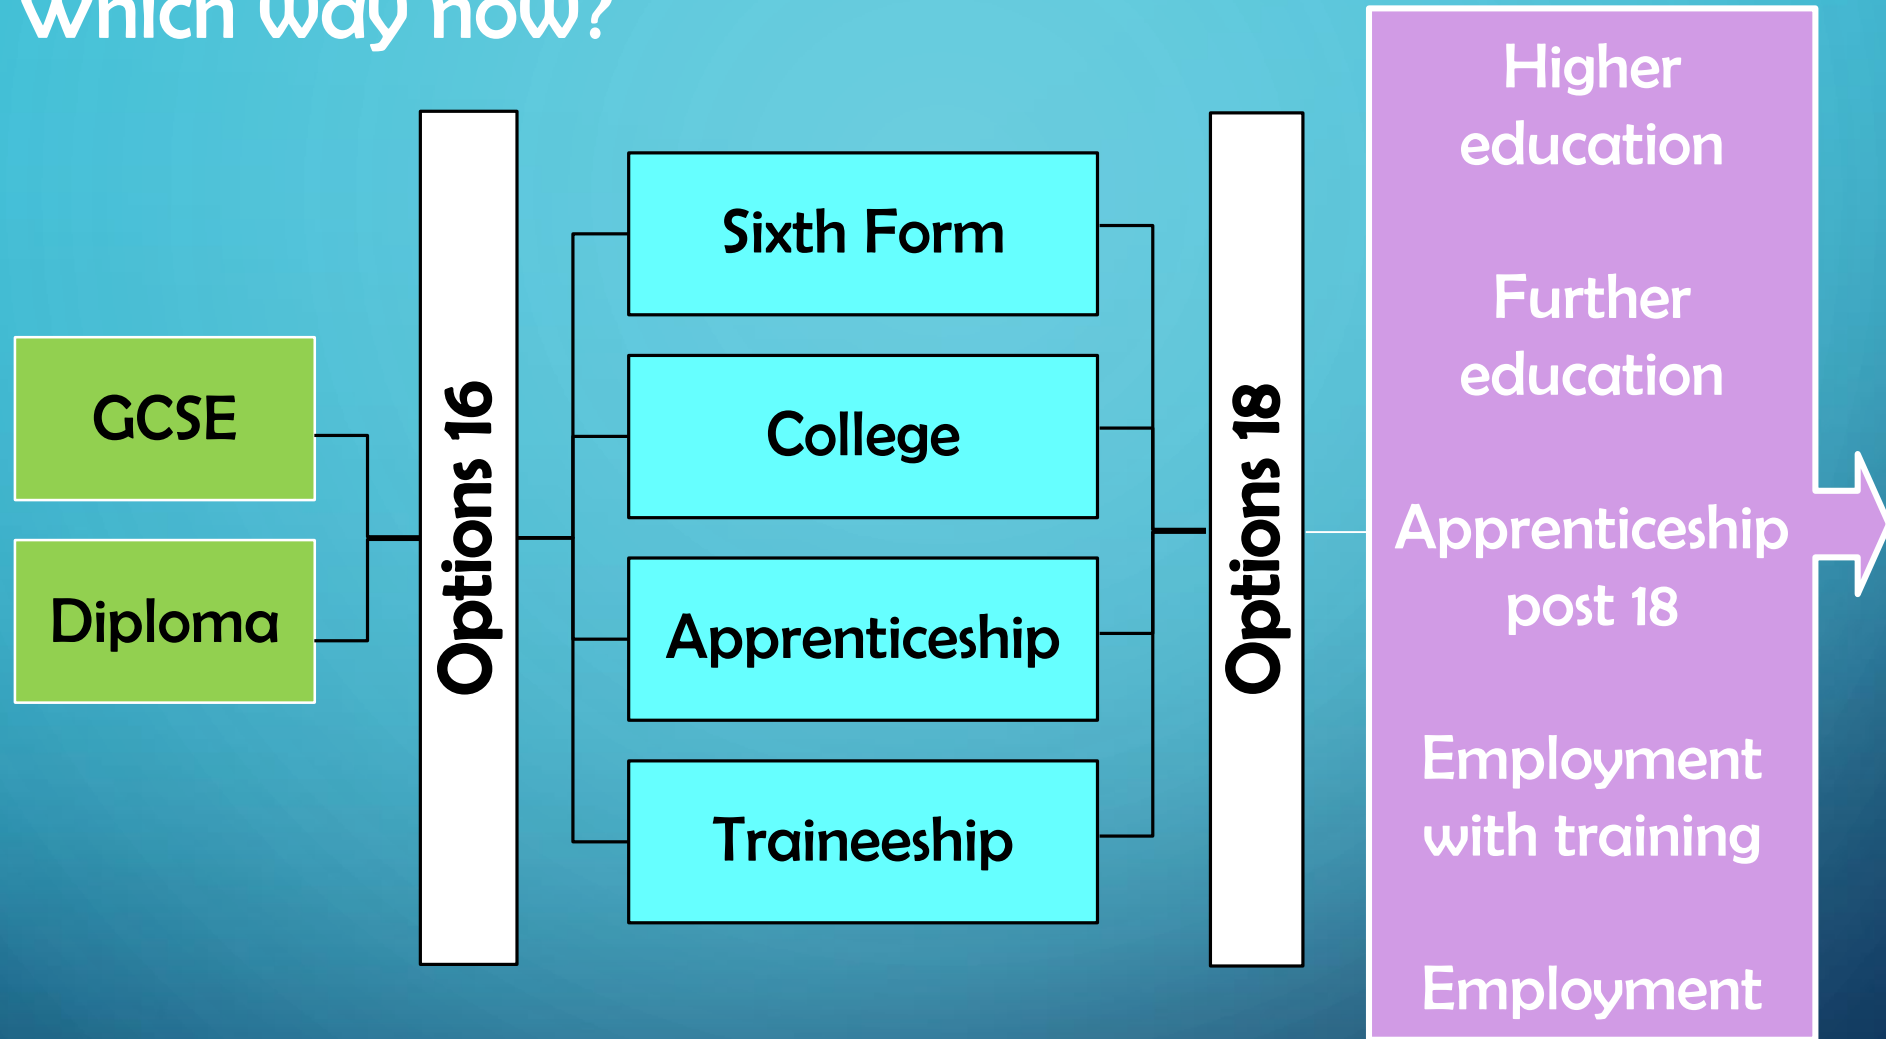 Which way now?
GCSE
Diploma
Options 16
Sixth Form
College
Apprenticeship
Traineeship
Options 18
Higher
education
Further
education
Apprenticeship
post 18
Employment
with training
Employment